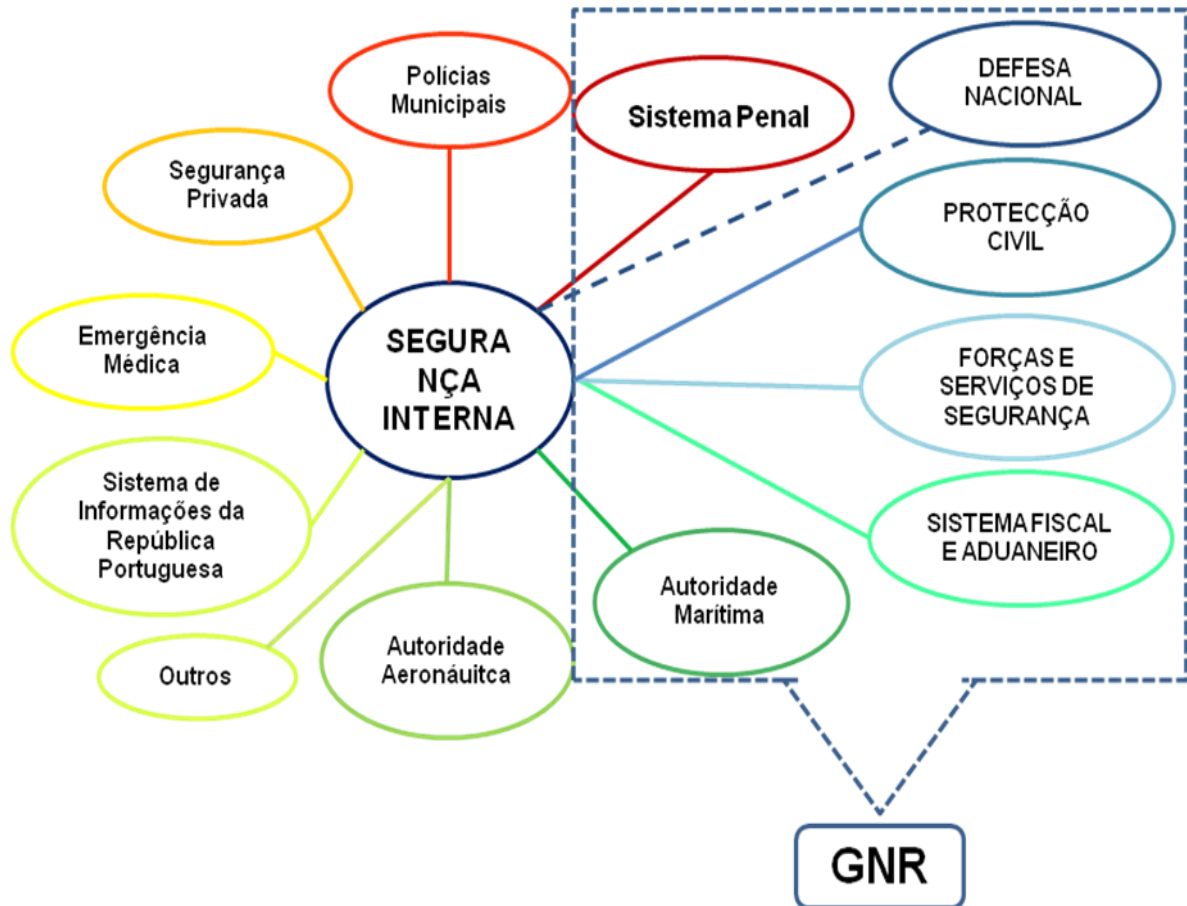 Polícias
Municipais
Sistema Penal
DEFESA
NACIONAL
Segurança
Privada
PROTECÇÃO
CIVIL
Emergência
Médica
SEGURA
NÇA
INTERNA
FORÇAS E
SERVIÇOS DE
SEGURANÇA
Sistema de
Informações da
República
Portuguesa
SISTEMA FISCAL
E ADUANEIRO
Autoridade
Marítima
Outros
Autoridade
Aeronáuitca
GNR